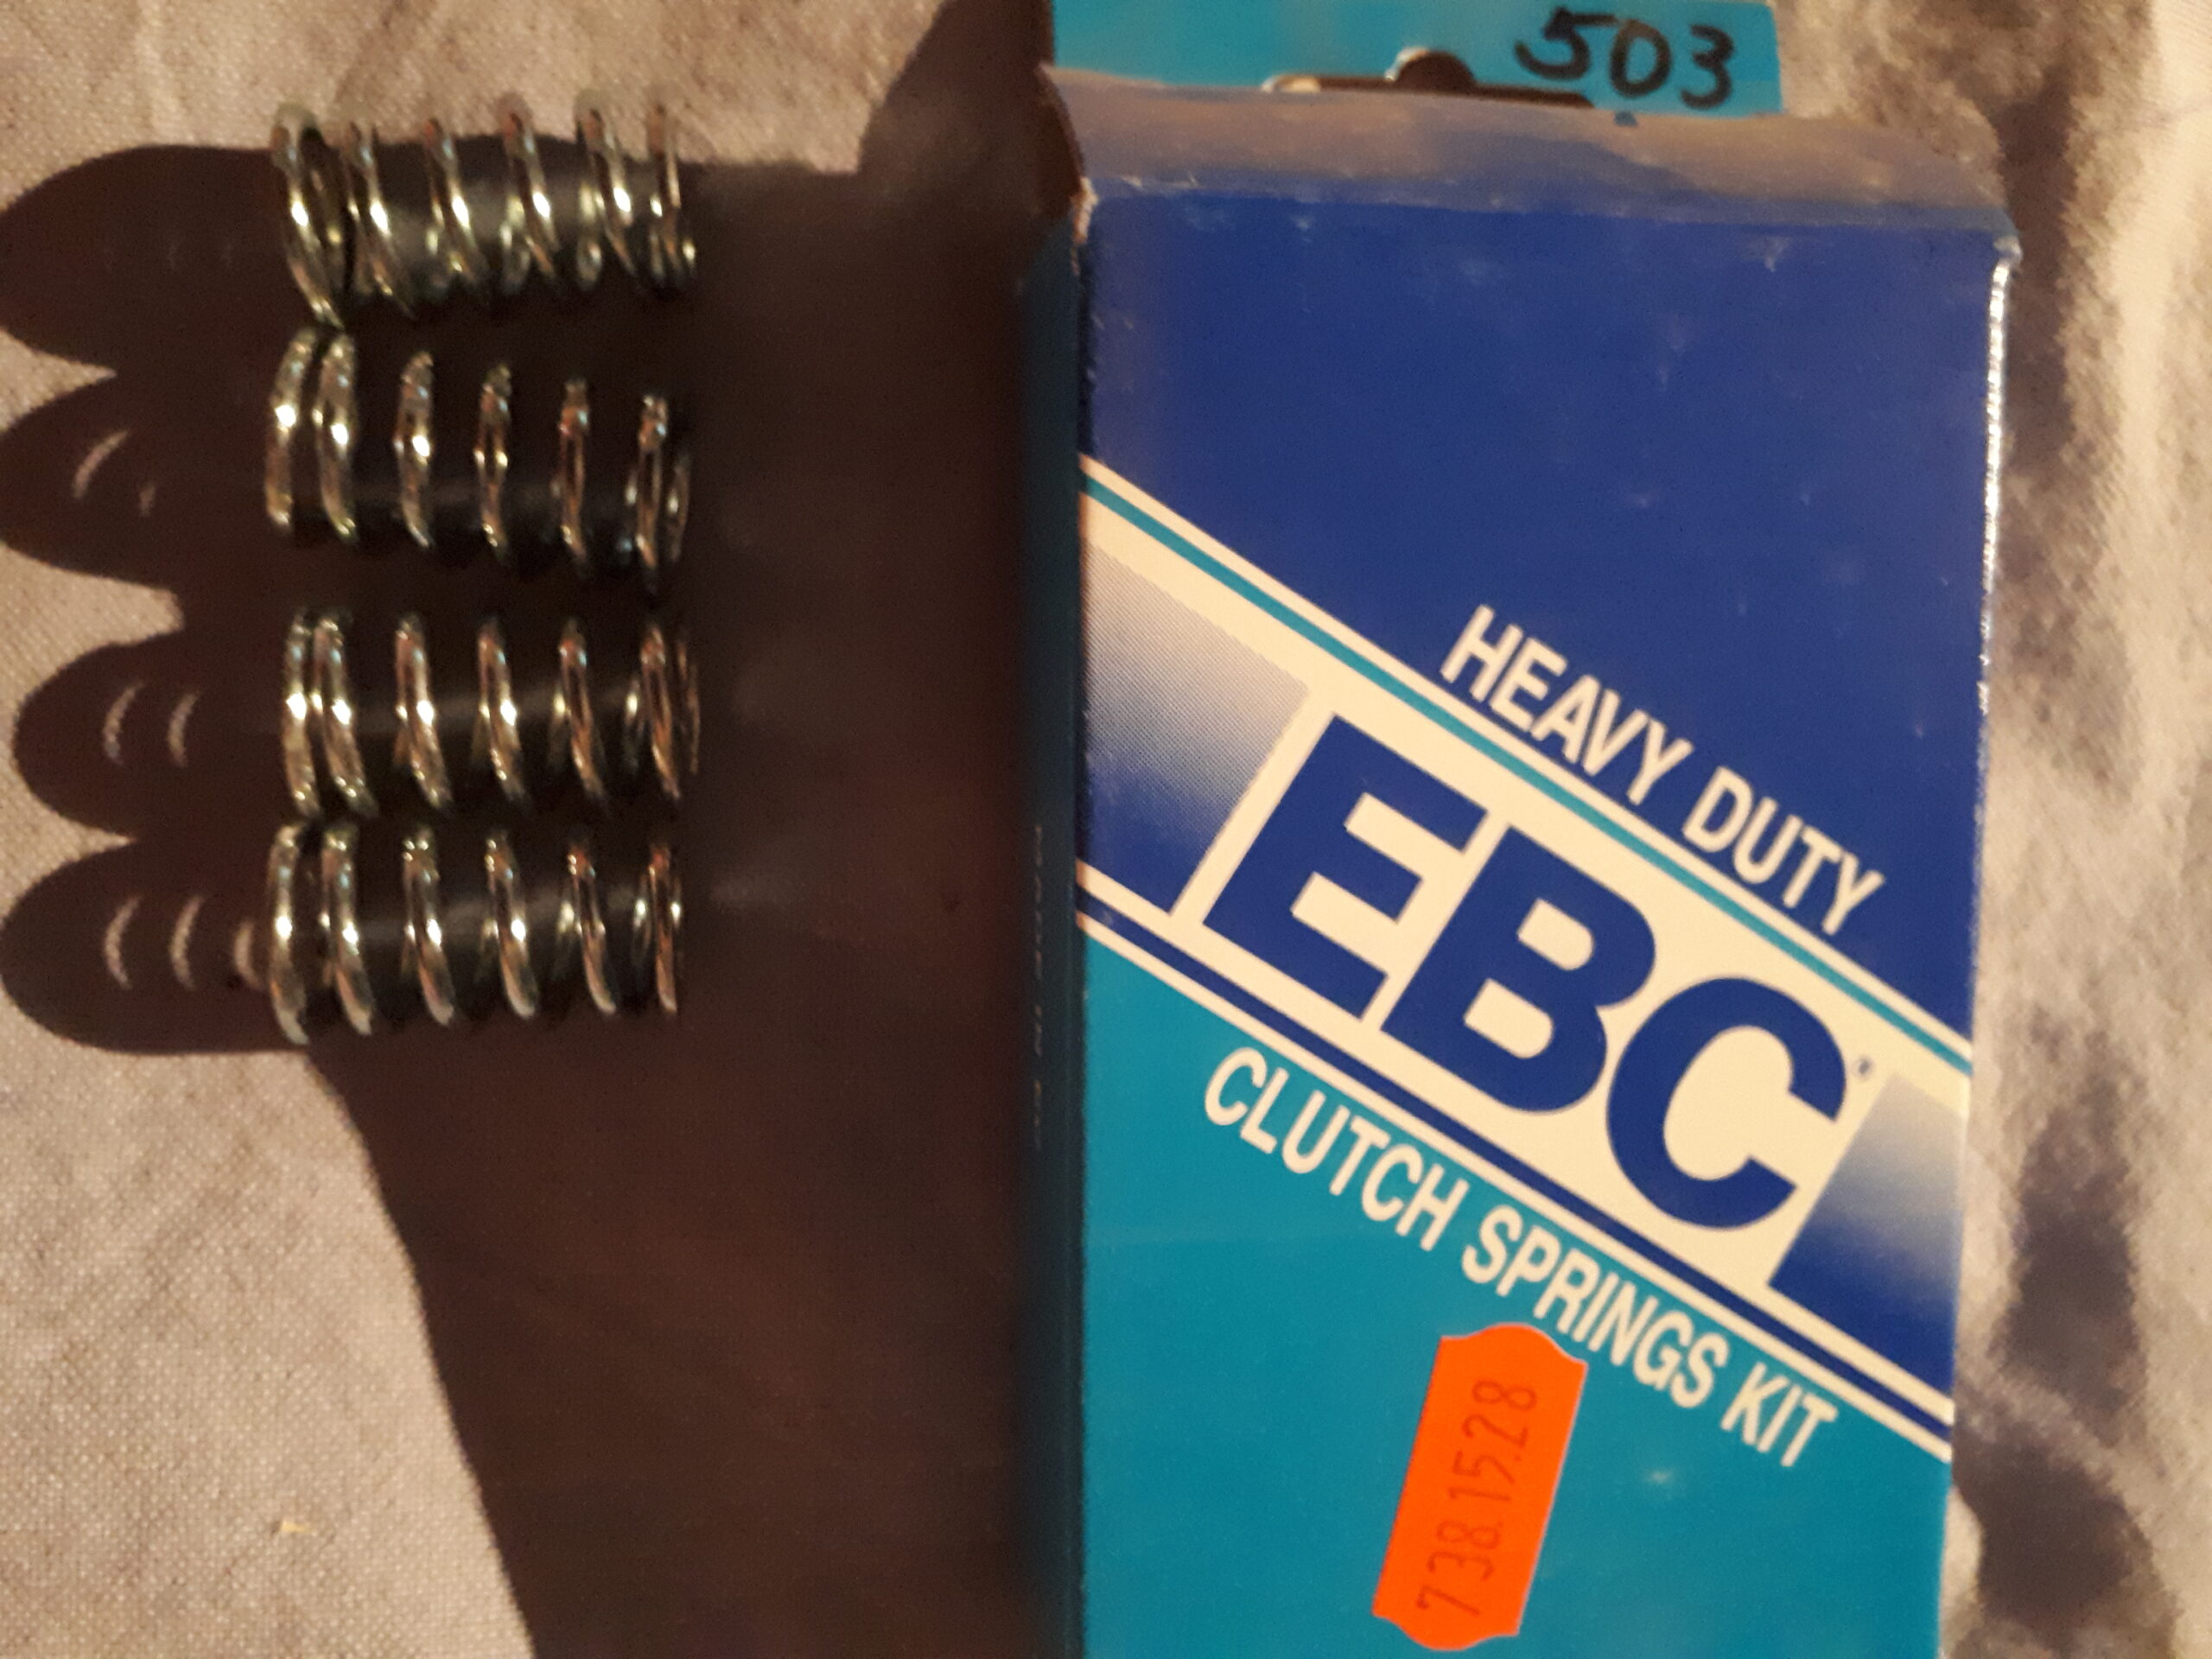 503
HEAVY DUTY
EBC
CLUTCH SPRINGS KIT
738.15.28